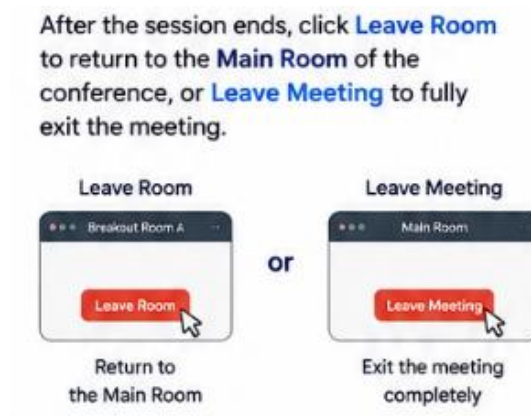 After the session ends, click Leave Room
to return to the Main Room of the
conference, or Leave Meeting to fully
exit the meeting.
Leave Room
Leave Meeting
Breakout Room A
Main Room
or
Leave Room
Leave Meeting
Return to
the Main Room
Exit the meeting
completely